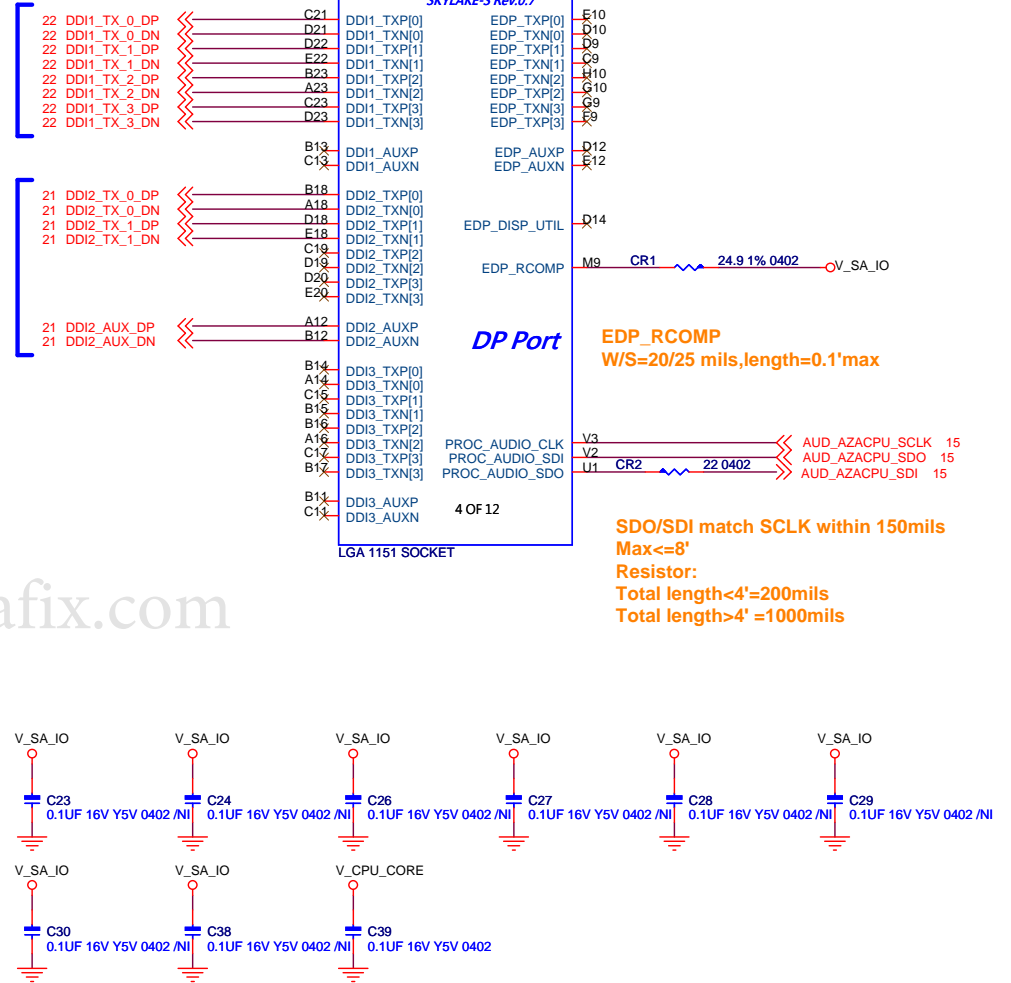 SKYLAKE-S Rev.0.7
22 DDI1_TX_0_DP C21 DDI1_TXP[0] EDP_TXP[0] E10
22 DDI1_TX_0_DN D21 DDI1_TXN[0] EDP_TXN[0] D10
22 DDI1_TX_1_DP D22 DDI1_TXP[1] EDP_TXP[1] D9
22 DDI1_TX_1_DN E22 DDI1_TXN[1] EDP_TXN[1] C9
22 DDI1_TX_2_DP B23 DDI1_TXP[2] EDP_TXN[2] H10
22 DDI1_TX_2_DN A23 DDI1_TXN[2] EDP_TXP[2] G10
22 DDI1_TX_3_DP C23 DDI1_TXP[3] EDP_TXN[3] G9
22 DDI1_TX_3_DN D23 DDI1_TXN[3] EDP_TXP[3] F9
B13 DDI1_AUXP EDP_AUXP D12
C13 DDI1_AUXN EDP_AUXN E12
21 DDI2_TX_0_DP B18 DDI2_TXP[0]
21 DDI2_TX_0_DN A18 DDI2_TXN[0]
21 DDI2_TX_1_DP D18 DDI2_TXP[1] EDP_DISP_UTIL D14
21 DDI2_TX_1_DN E18 DDI2_TXN[1]
C19 DDI2_TXP[2]
D19 DDI2_TXN[2] EDP_RCOMP M9 CR1 24.9 1% 0402 V_SA_IO
D20 DDI2_TXP[3]
E20 DDI2_TXN[3]
21 DDI2_AUX_DP A12 DDI2_AUXP
21 DDI2_AUX_DN B12 DDI2_AUXN
DP Port
EDP_RCOMP
W/S=20/25 mils,length=0.1'max
B14 DDI3_TXP[0]
A14 DDI3_TXN[0]
C15 DDI3_TXP[1]
B15 DDI3_TXN[1]
B16 DDI3_TXP[2]
A16 DDI3_TXN[2] PROC_AUDIO_CLK V3 AUD_AZACPU_SCLK 15
C17 DDI3_TXP[3] PROC_AUDIO_SDI V2 AUD_AZACPU_SDO 15
B17 DDI3_TXN[3] PROC_AUDIO_SDO U1 CR2 22 0402 AUD_AZACPU_SDI 15
B11 DDI3_AUXP
C11 DDI3_AUXN
4 OF 12
LGA 1151 SOCKET
SDO/SDI match SCLK within 150mils
Max<=8'
Resistor:
Total length<4'=200mils
Total length>4' =1000mils
afix.com
V_SA_IO V_SA_IO V_SA_IO V_SA_IO V_SA_IO V_SA_IO
C23 C24 C26 C27 C28 C29
0.1UF 16V Y5V 0402 /NI 0.1UF 16V Y5V 0402 /NI 0.1UF 16V Y5V 0402 /NI 0.1UF 16V Y5V 0402 /NI 0.1UF 16V Y5V 0402 /NI 0.1UF 16V Y5V 0402 /NI
V_SA_IO V_SA_IO V_CPU_CORE
C30 C38 C39
0.1UF 16V Y5V 0402 /NI 0.1UF 16V Y5V 0402 /NI 0.1UF 16V Y5V 0402